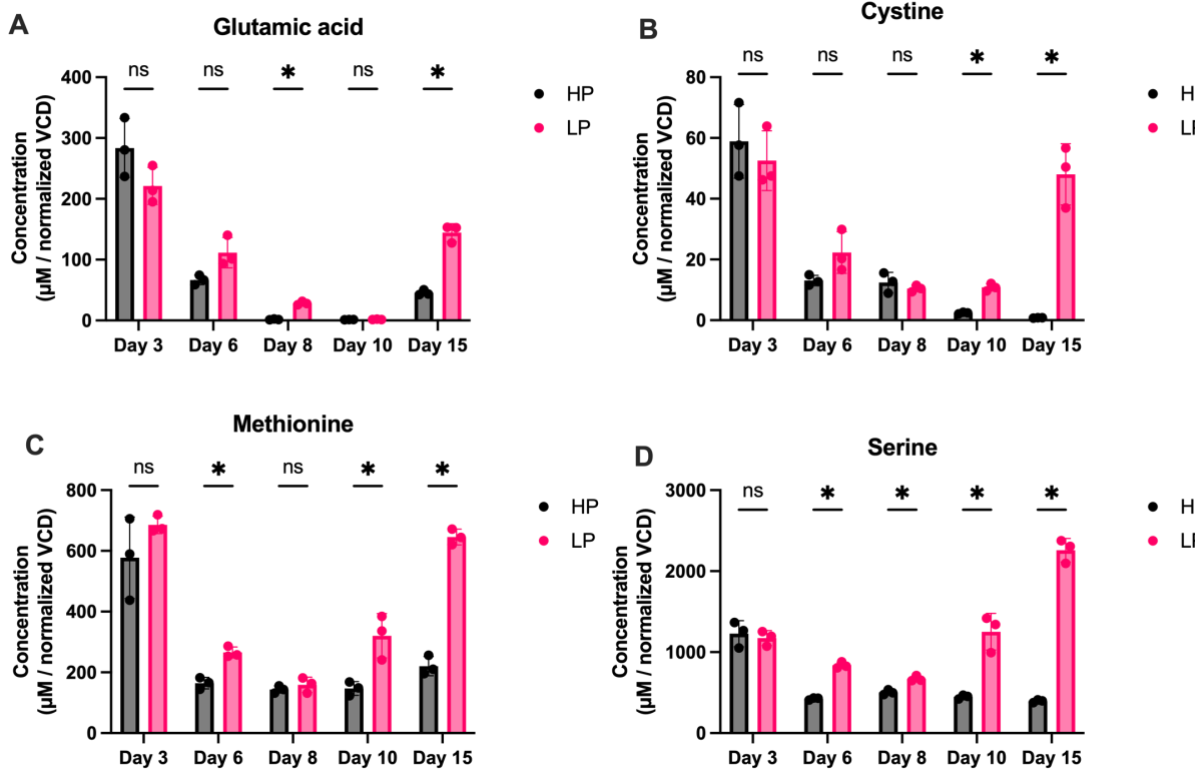 A
Glutamic acid
ns ns * ns *
400
300
200
100
0
Concentration
(µM / normalized VCD)
Day 3 Day 6 Day 8 Day 10 Day 15
HP
LP
B
Cystine
ns ns ns * *
80
60
40
20
0
Concentration
(µM / normalized VCD)
Day 3 Day 6 Day 8 Day 10 Day 15
H
LP
C
Methionine
ns * ns * *
800
600
400
200
0
Concentration
(µM / normalized VCD)
Day 3 Day 6 Day 8 Day 10 Day 15
HP
LP
D
Serine
ns * * * *
3000
2000
1000
0
Concentration
(µM / normalized VCD)
Day 3 Day 6 Day 8 Day 10 Day 15
H
LP